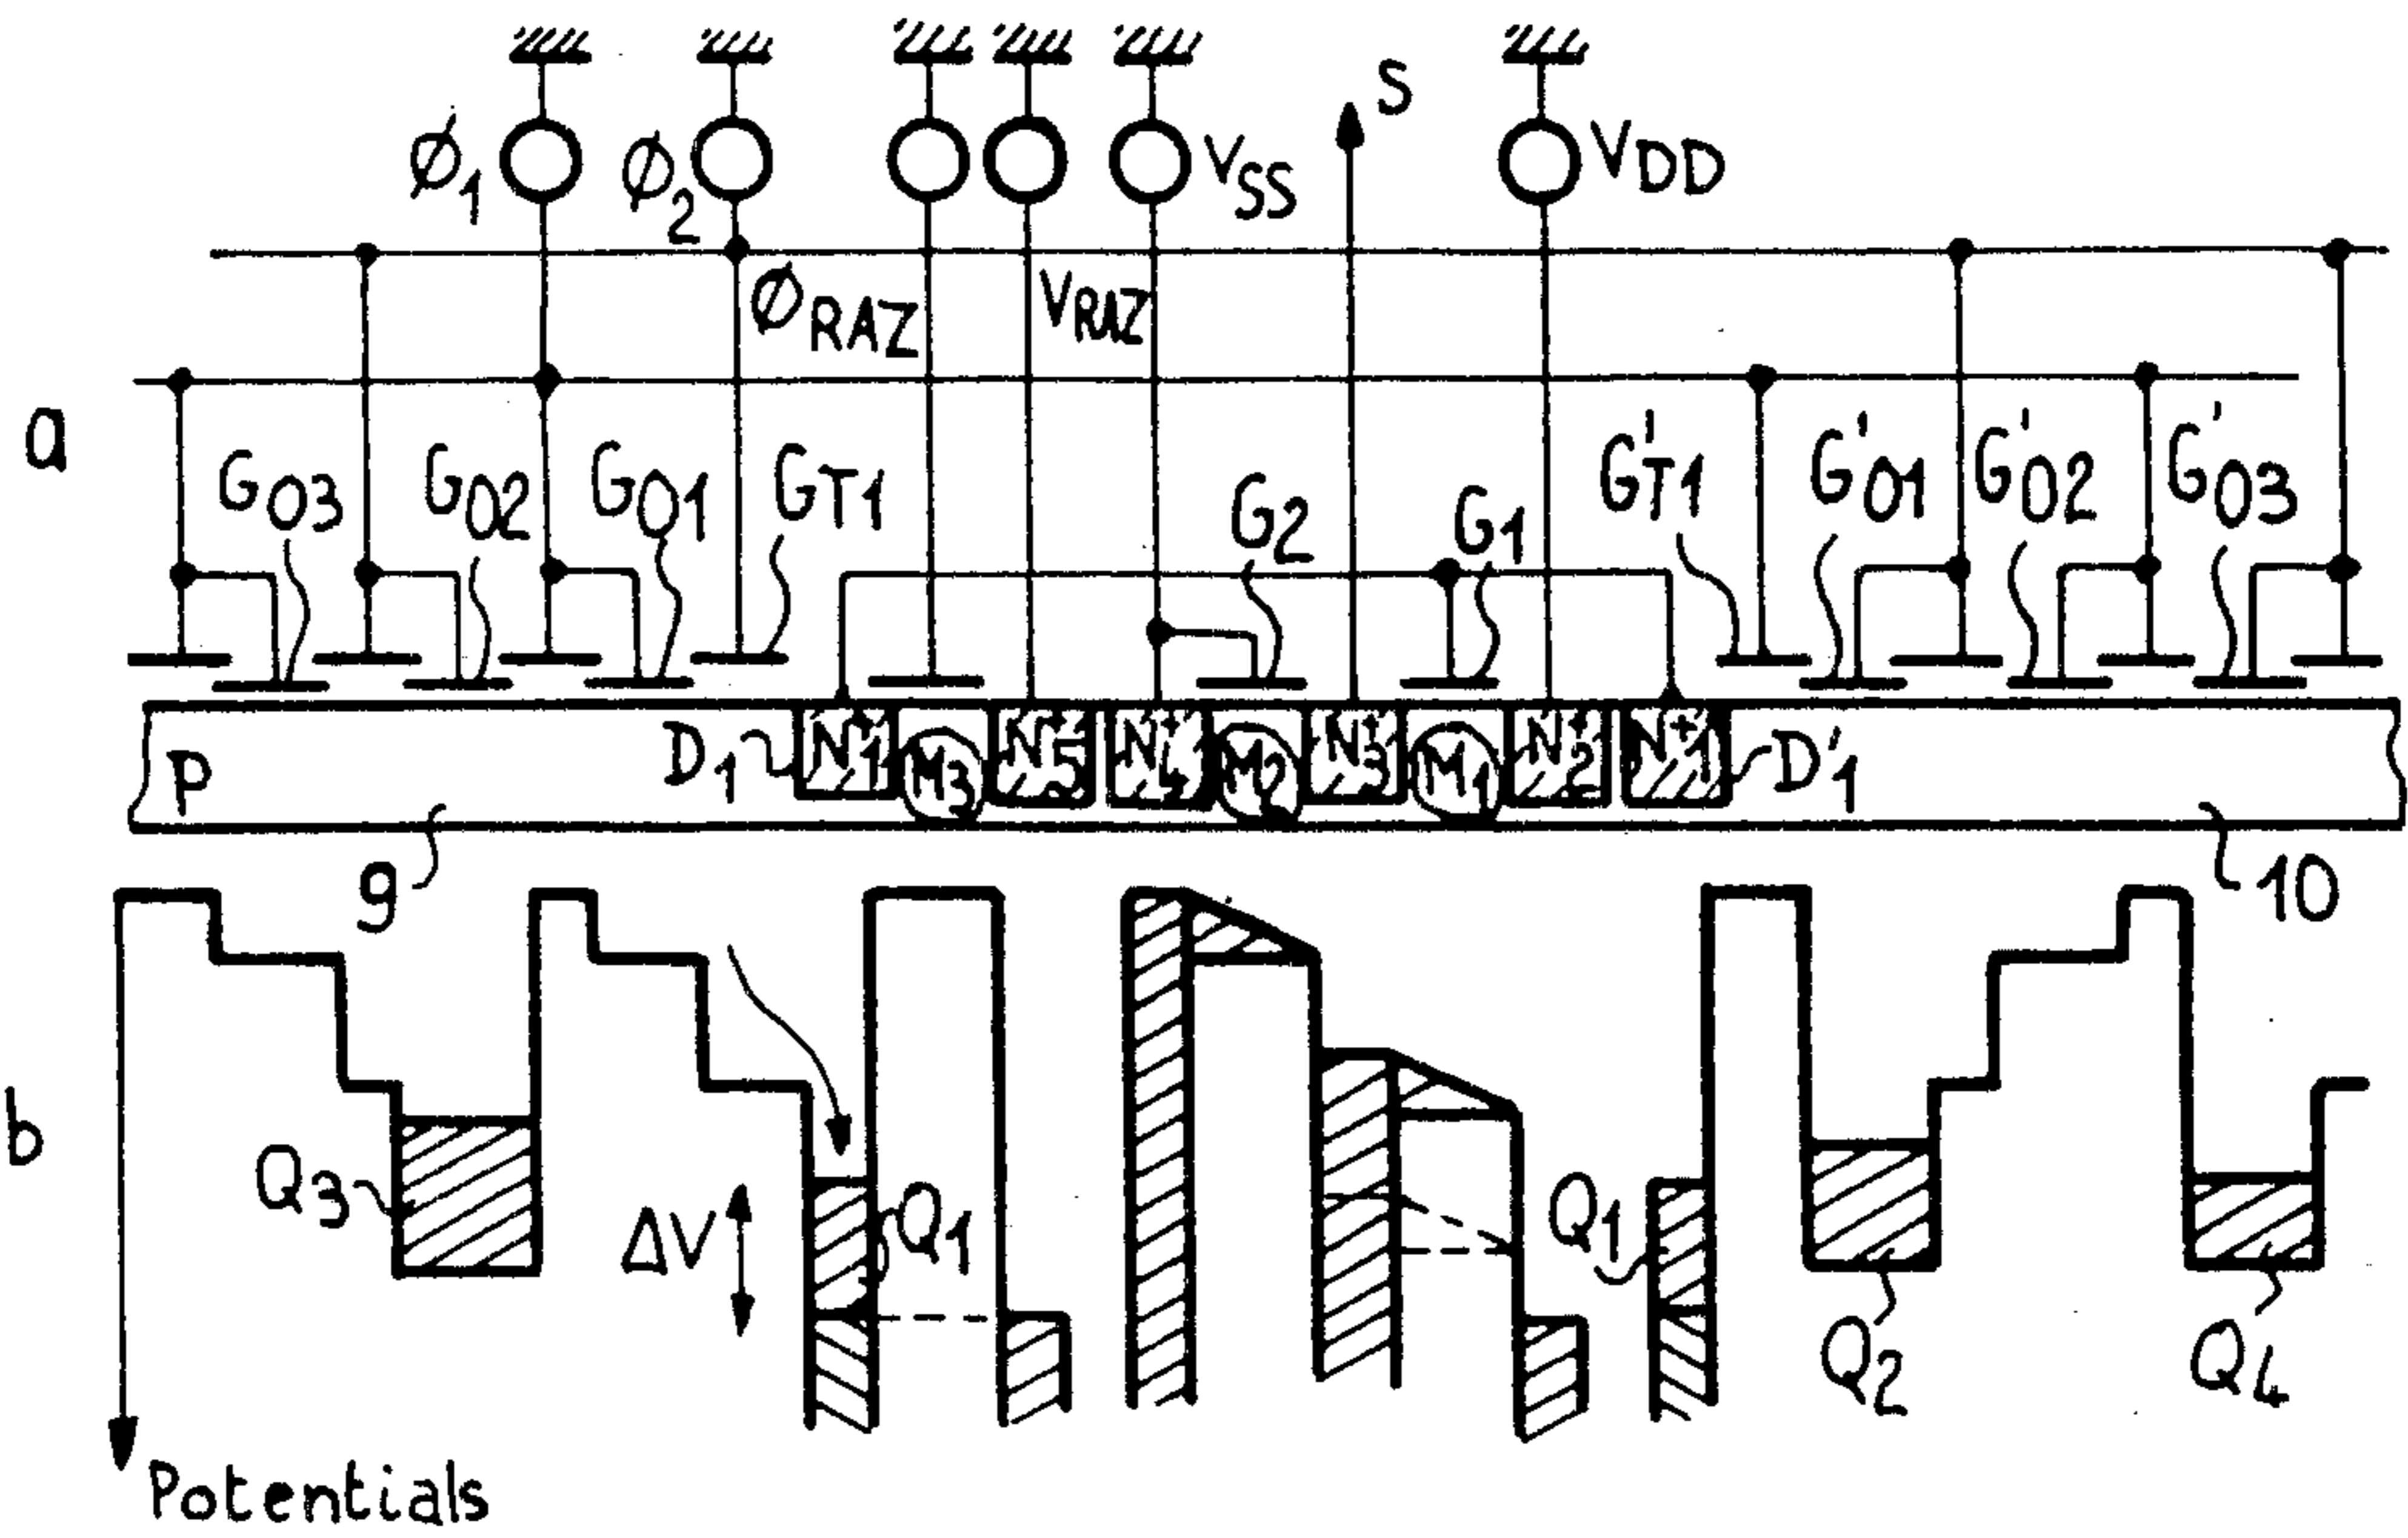 S
Ø1 Ø2 VSS VDD
ØRAZ VRAZ
a
GO3 GO2 GO1 GT1 G2 G1 G'T1 G'O1 G'O2 G'O3
P D1 N+1 M3 N+5 N+4 M2 N+3 M1 N+2 N+1 D'1
9 10
b
Q3 ΔV Q1 Q1 Q2 Q4
Potentials